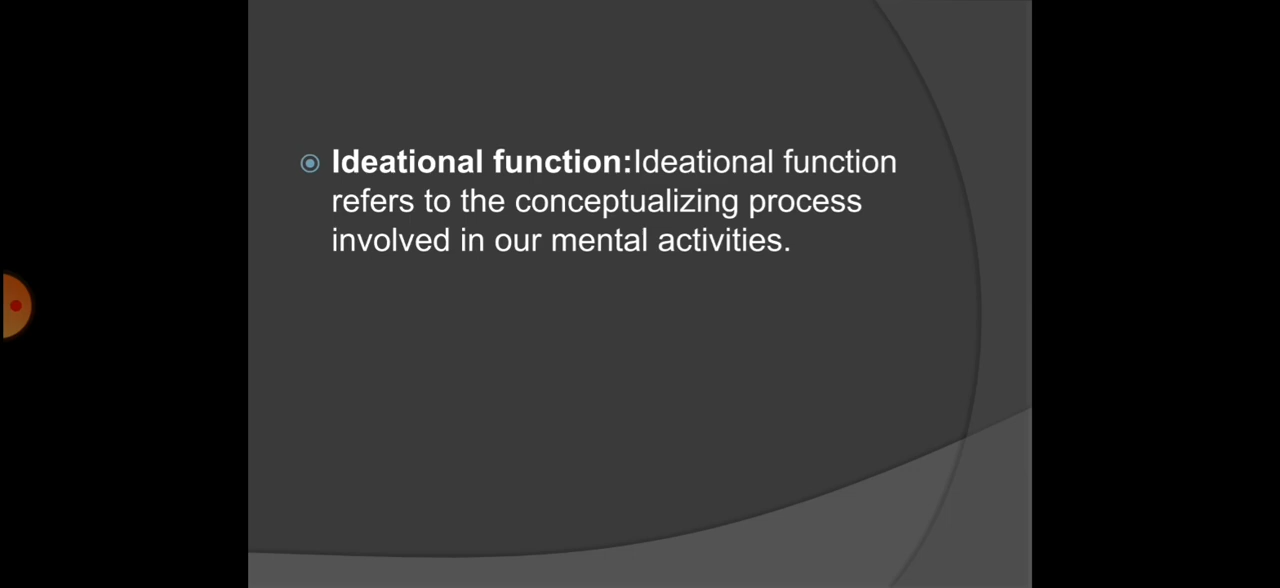 Ideational function:Ideational function
refers to the conceptualizing process
involved in our mental activities.